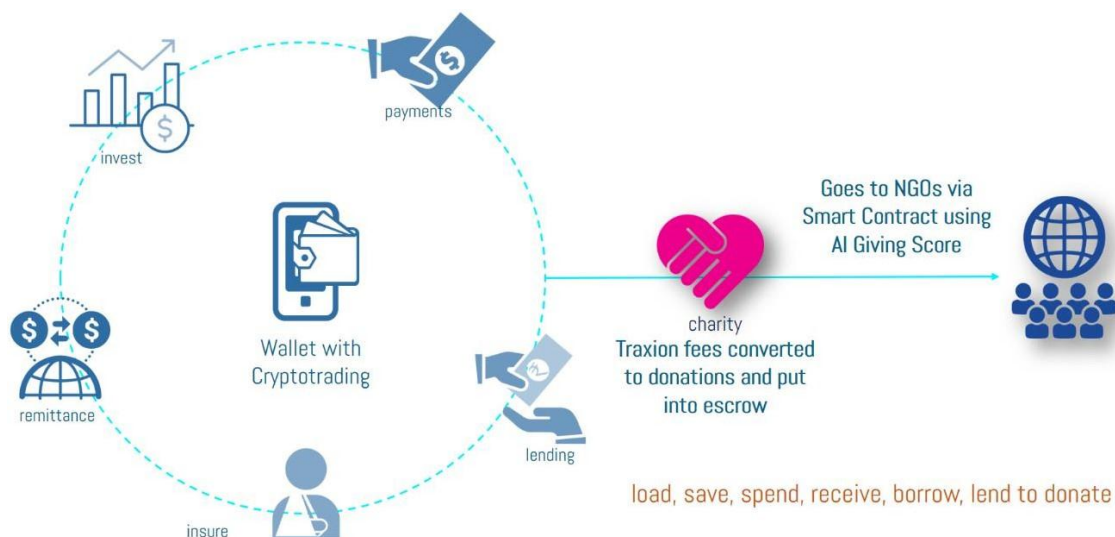 payments
invest
Goes to NGOs via
Smart Contract using
AI Giving Score
$
$
$
$
charity
Wallet with
Cryptotrading
Traxion fees converted
to donations and put
into escrow
remittance
lending
load, save, spend, receive, borrow, lend to donate
insure